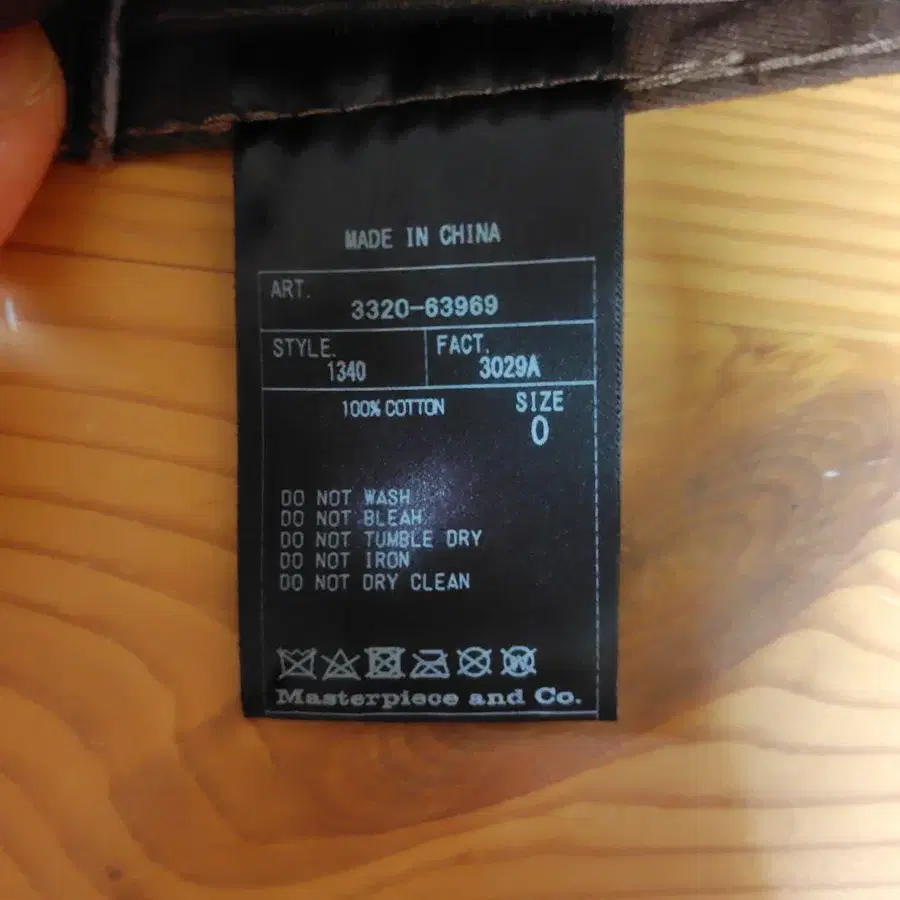 MADE IN CHINA
ART.
3320-63969
STYLE.
1340
FACT.
3029A
100% COTTON
SIZE
0
DO NOT WASH
DO NOT BLEAH
DO NOT TUMBLE DRY
DO NOT IRON
DO NOT DRY CLEAN
W
Masterpiece and Co.